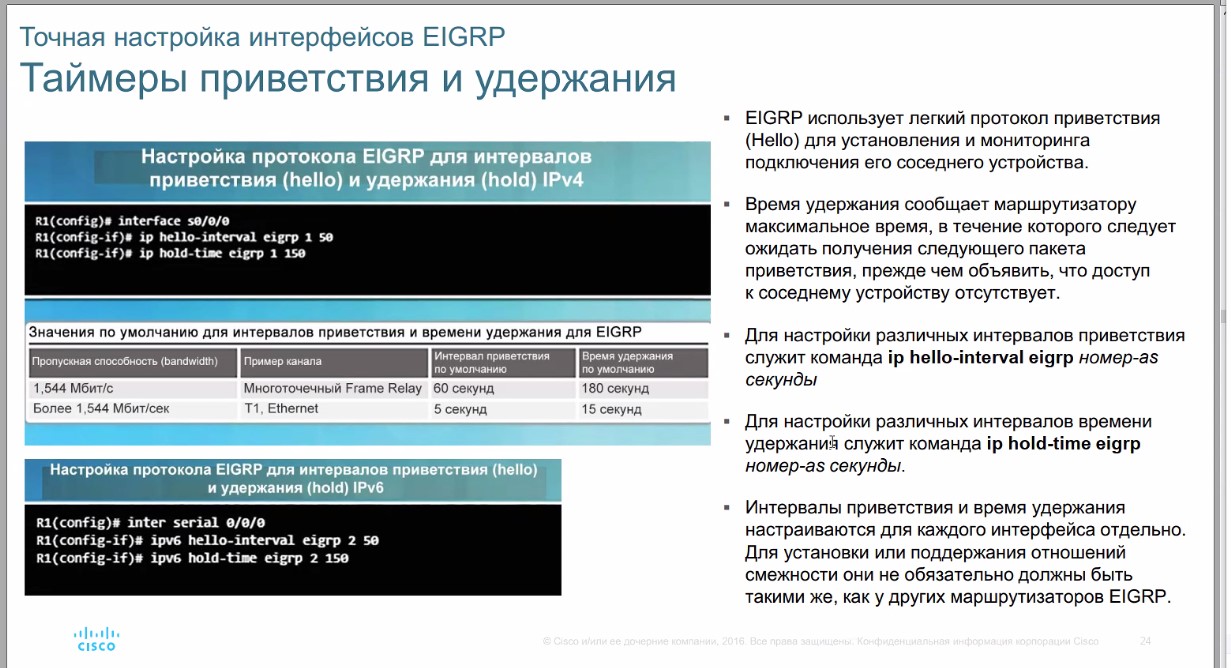 Точная настройка интерфейсов EIGRP
Таймеры приветствия и удержания
Настройка протокола EIGRP для интервалов
приветствия (hello) и удержания (hold) IPv4
R1(config)# interface s0/0/0
R1(config-if)# ip hello-interval eigrp 1 50
R1(config-if)# ip hold-time eigrp 1 150
Значения по умолчанию для интервалов приветствия и времени удержания для EIGRP
Пропускная способность (bandwidth) Пример канала Интервал приветствия по умолчанию Время удержания по умолчанию
1,544 Мбит/с Многоточечный Frame Relay 60 секунд 180 секунд
Более 1,544 Мбит/сек T1, Ethernet 5 секунд 15 секунд
Настройка протокола EIGRP для интервалов приветствия (hello)
и удержания (hold) IPv6
R1(config)# inter serial 0/0/0
R1(config-if)# ipv6 hello-interval eigrp 2 50
R1(config-if)# ipv6 hold-time eigrp 2 150
▪ EIGRP использует легкий протокол приветствия
(Hello) для установления и мониторинга
подключения его соседнего устройства.
▪ Время удержания сообщает маршрутизатору
максимальное время, в течение которого следует
ожидать получения следующего пакета
приветствия, прежде чем объявить, что доступ
к соседнему устройству отсутствует.
▪ Для настройки различных интервалов приветствия
служит команда ip hello-interval eigrp номер-as
секунды
▪ Для настройки различных интервалов времени
удержания служит команда ip hold-time eigrp
номер-as секунды.
▪ Интервалы приветствия и время удержания
настраиваются для каждого интерфейса отдельно.
Для установки или поддержания отношений
смежности они не обязательно должны быть
такими же, как у других маршрутизаторов EIGRP.
CISCO
© Cisco и/или ее дочерние компании, 2016. Все права защищены. Конфиденциальная информация корпорации Cisco
24